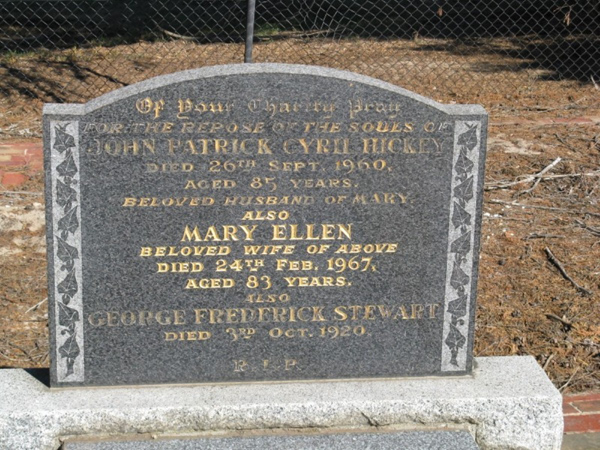 Of Your Charity Pray
FOR THE REPOSE OF THE SOULS OF
JOHN PATRICK CYRIL HICKEY
DIED 26TH SEPT. 1960,
AGED 85 YEARS.
BELOVED HUSBAND OF MARY.
ALSO
MARY ELLEN
BELOVED WIFE OF ABOVE
DIED 24TH FEB. 1967,
AGED 83 YEARS.
ALSO
GEORGE FREDERICK STEWART
DIED 3RD OCT. 1920.
R.I.P.